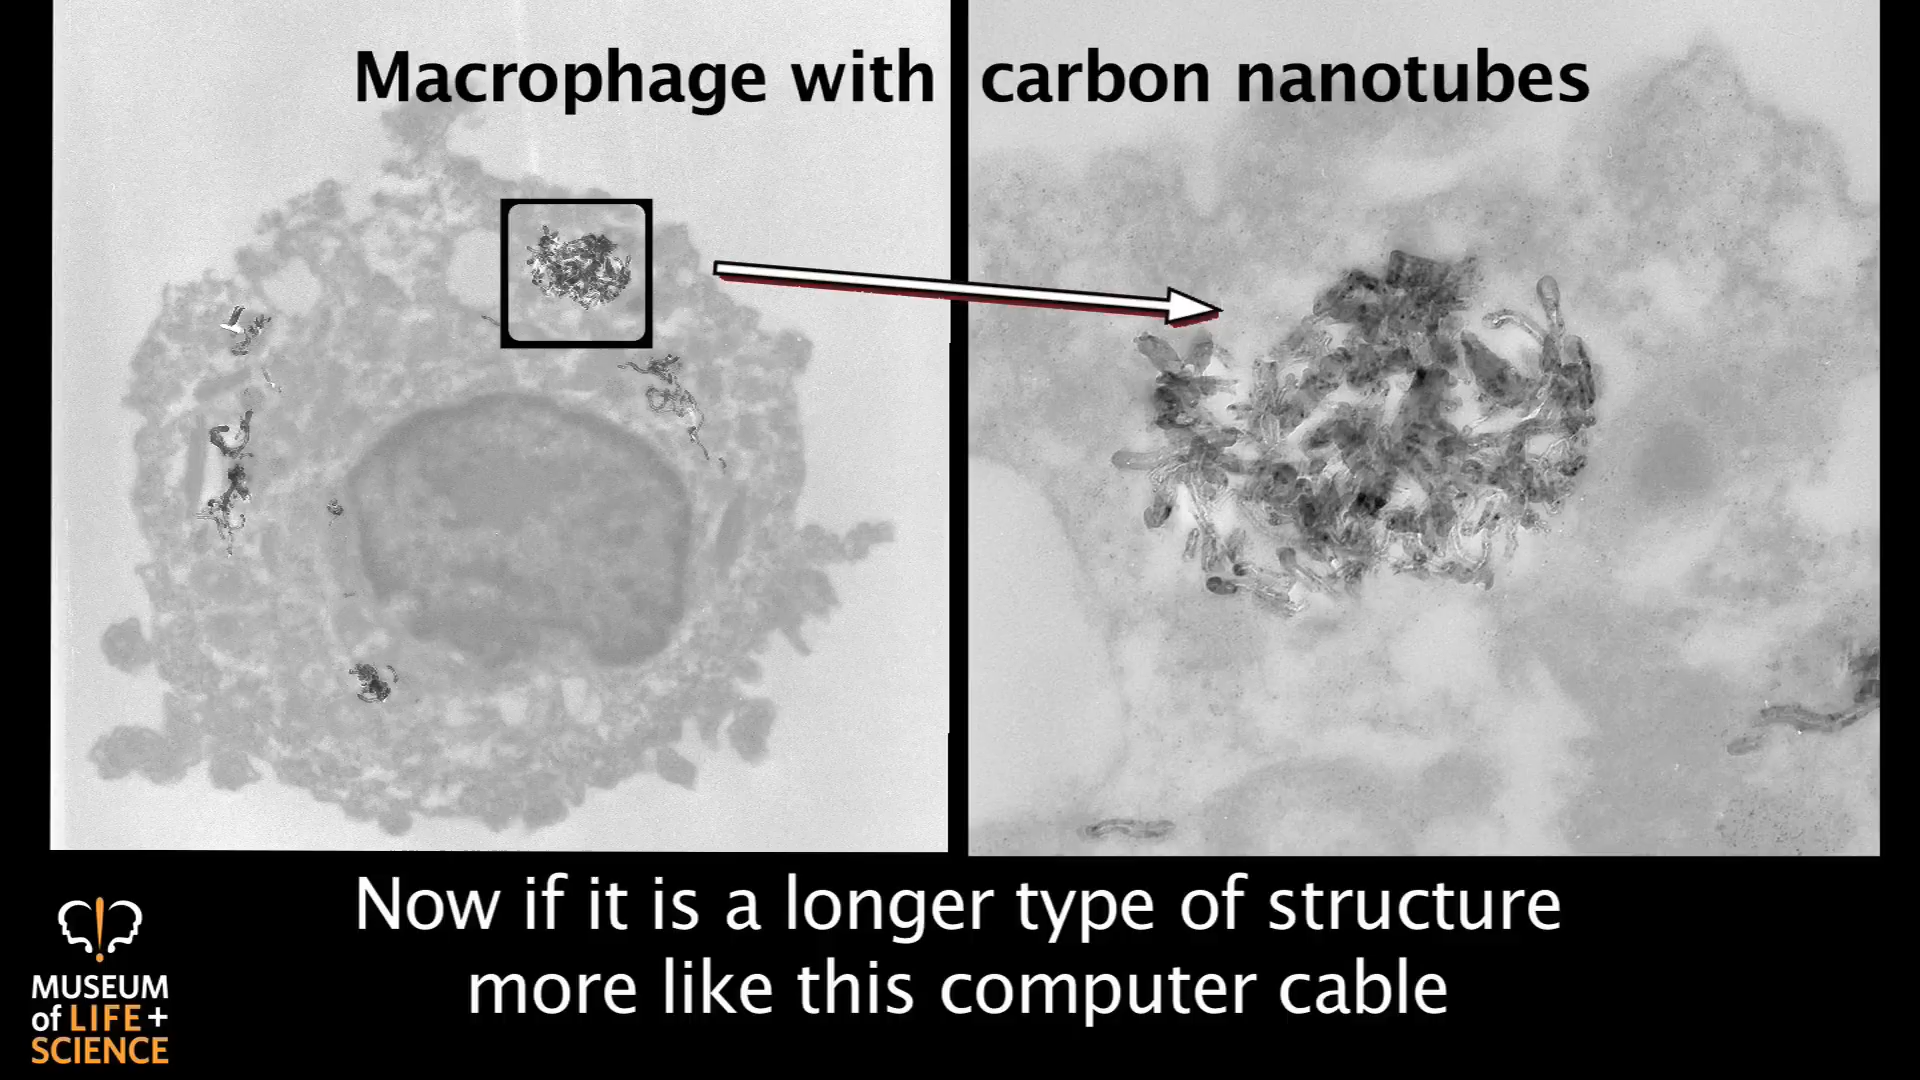 Macrophage with carbon nanotubes
Now if it is a longer type of structure
more like this computer cable
MUSEUM
of LIFE+
SCIENCE